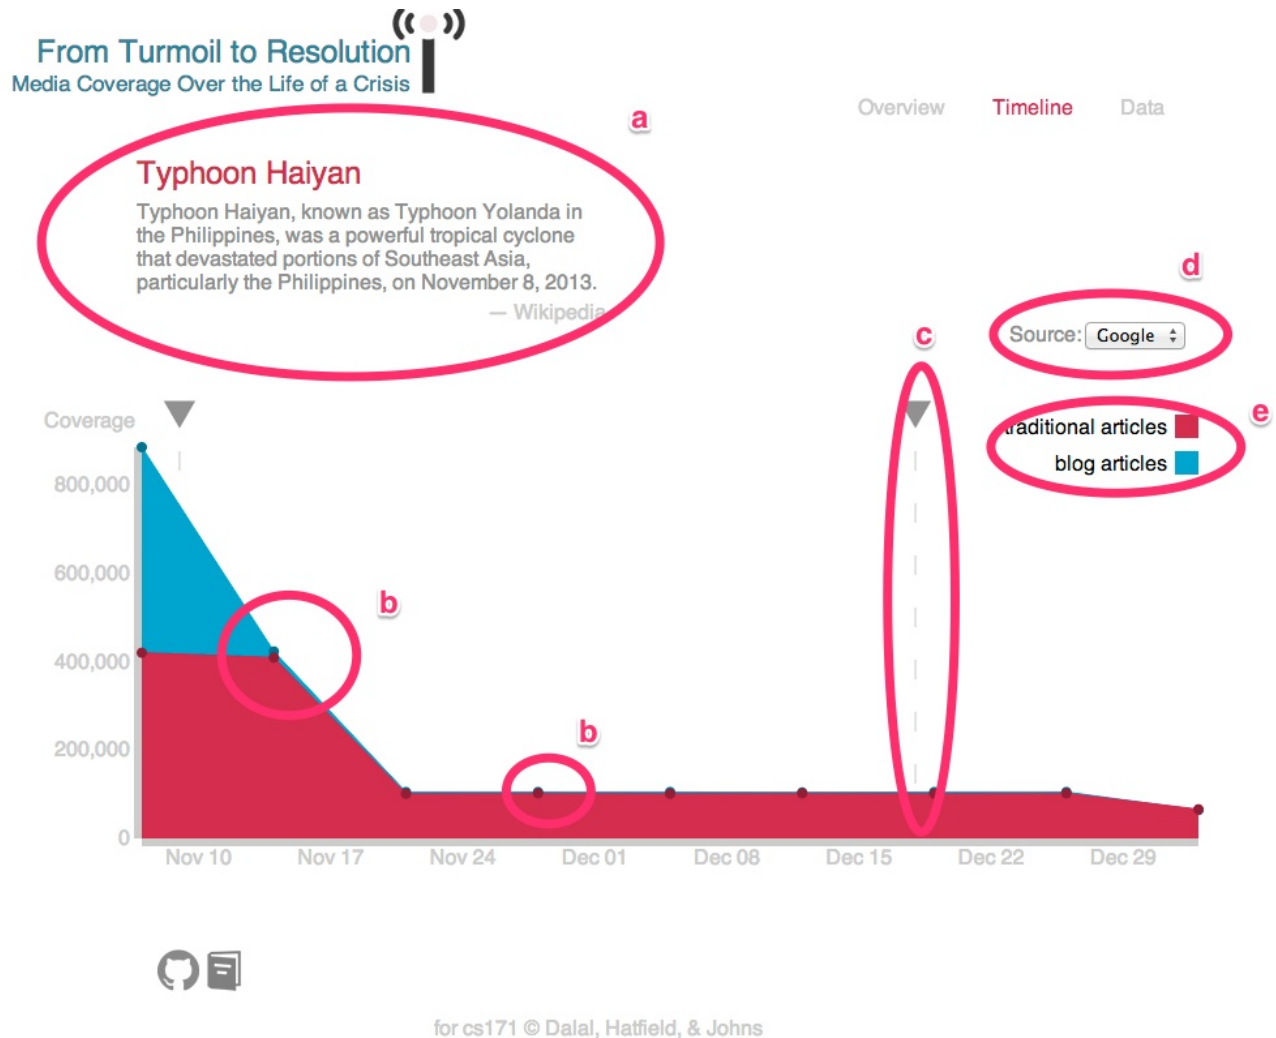 From Turmoil to Resolution
Media Coverage Over the Life of a Crisis
Overview Timeline Data
a
Typhoon Haiyan
Typhoon Haiyan, known as Typhoon Yolanda in
the Philippines, was a powerful tropical cyclone
that devastated portions of Southeast Asia,
particularly the Philippines, on November 8, 2013.
— Wikipedia
d
Source: Google
c
e
Coverage
traditional articles
blog articles
800,000
600,000
b
400,000
b
200,000
0
Nov 10 Nov 17 Nov 24 Dec 01 Dec 08 Dec 15 Dec 22 Dec 29
for cs171 © Dalal, Hatfield, & Johns